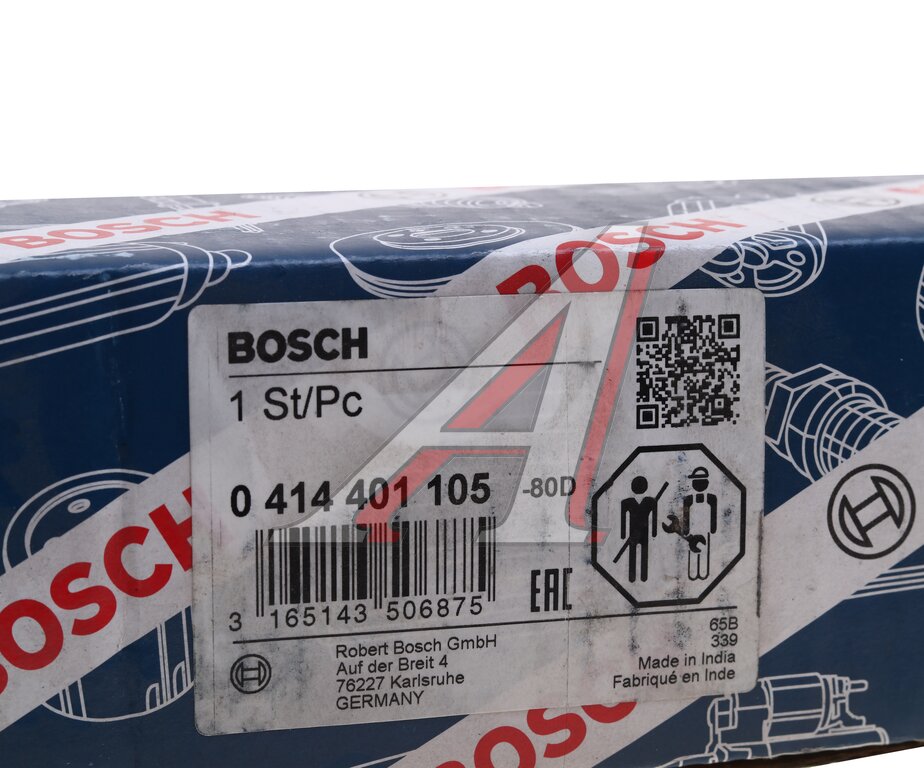 BOSCH
BOSCH
BOSCH
1 St/Pc
0 414 401 105 -80D
3 165143 506875
EAC
Robert Bosch GmbH
Auf der Breit 4
76227 Karlsruhe
GERMANY
65B
339
Made in India
Fabriqué en Inde
BOSCH
BOSCH